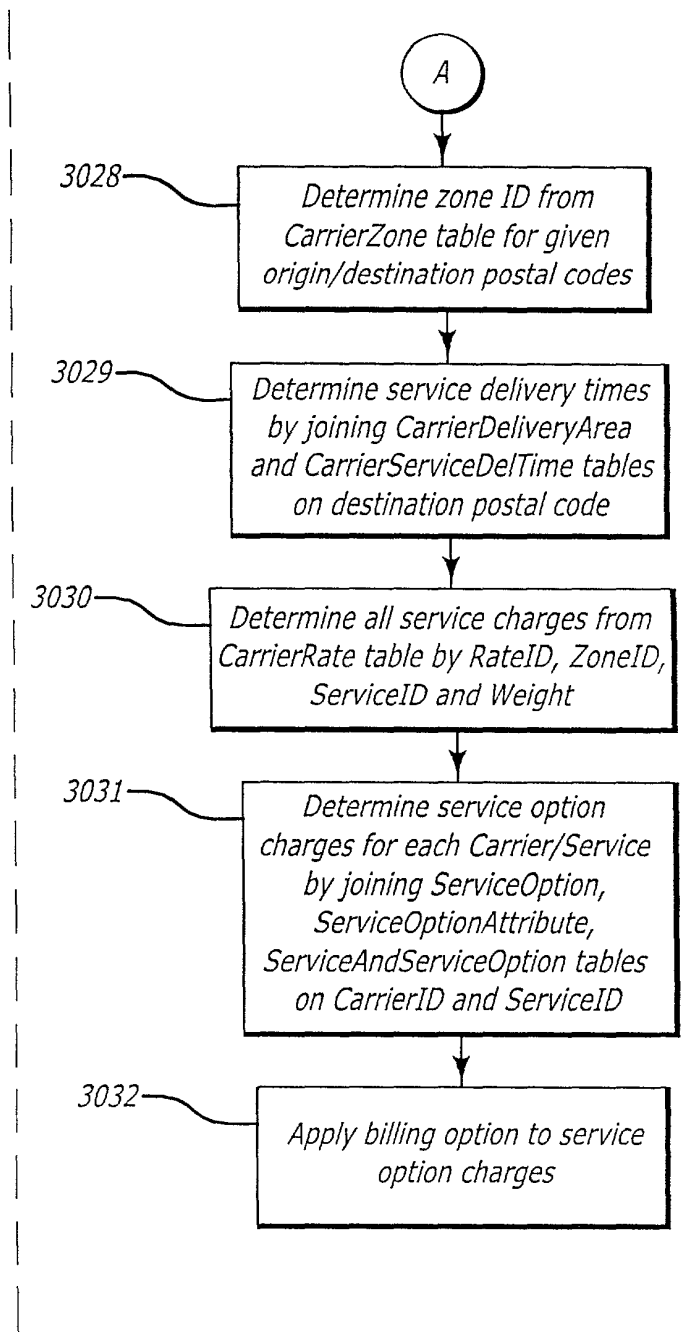 A
3028
Determine zone ID from
CarrierZone table for given
origin/destination postal codes
3029
Determine service delivery times
by joining CarrierDeliveryArea
and CarrierServiceDelTime tables
on destination postal code
3030
Determine all service charges from
CarrierRate table by RateID, ZoneID,
ServiceID and Weight
3031
Determine service option
charges for each Carrier/Service
by joining ServiceOption,
ServiceOptionAttribute,
ServiceAndServiceOption tables
on CarrierID and ServiceID
3032
Apply billing option to service
option charges